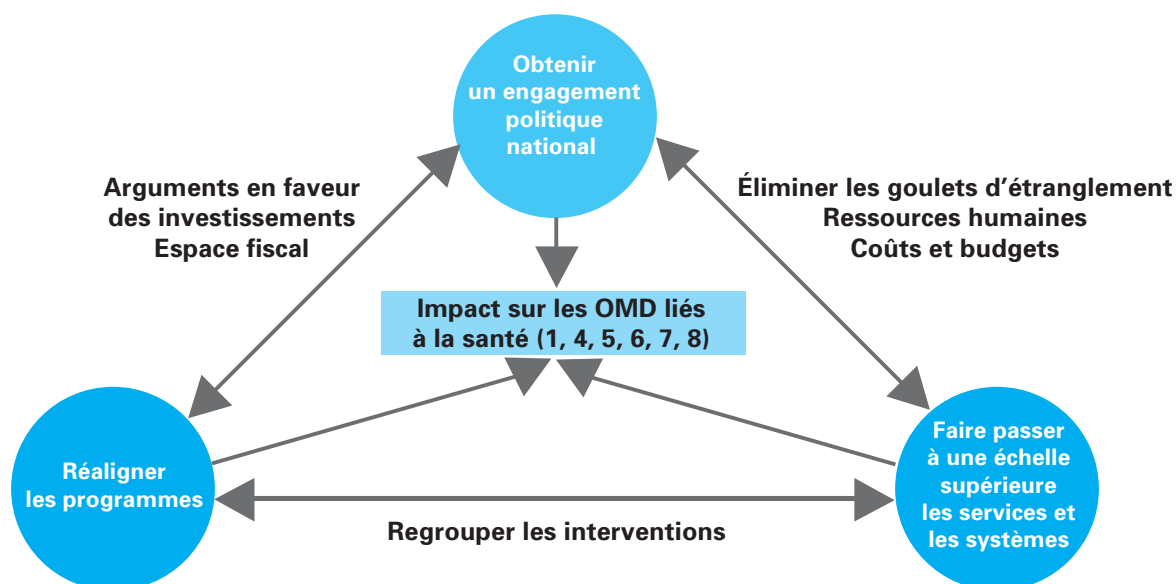 Obtenir
un engagement
politique
national
Arguments en faveur
des investissements
Espace fiscal
Éliminer les goulets d’étranglement
Ressources humaines
Coûts et budgets
Impact sur les OMD liés
à la santé (1, 4, 5, 6, 7, 8)
Réaligner
les programmes
Faire passer
à une échelle
supérieure
les services et
les systèmes
Regrouper les interventions